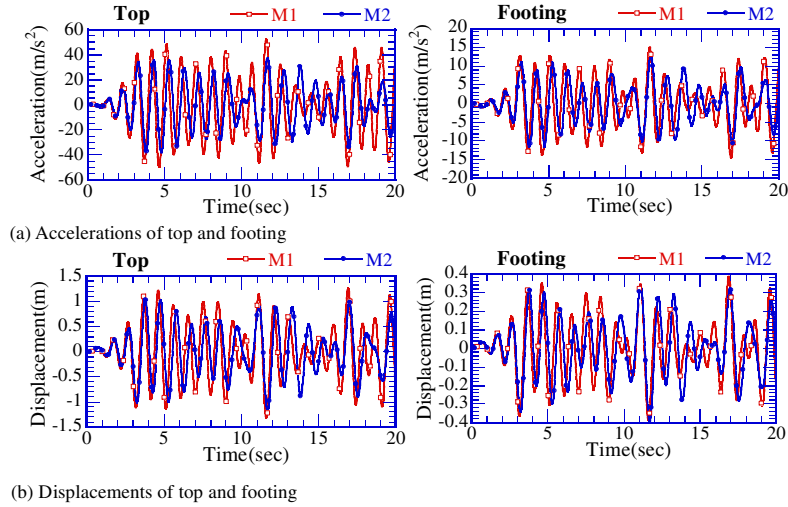 Top M1 M2
Footing M1 M2
Acceleration(m/s²)
60
40
20
0
-20
-40
-60
0 5 10 15 20
Time(sec)
Acceleration(m/s²)
20
15
10
5
0
-5
-10
-15
-20
0 5 10 15 20
Time(sec)
(a) Accelerations of top and footing
Top M1 M2
Footing M1 M2
Displacement(m)
1.5
1
0.5
0
-0.5
-1
-1.5
0 5 10 15 20
Time(sec)
Displacement(m)
0.4
0.3
0.2
0.1
0
-0.1
-0.2
-0.3
-0.4
0 5 10 15 20
Time(sec)
(b) Displacements of top and footing